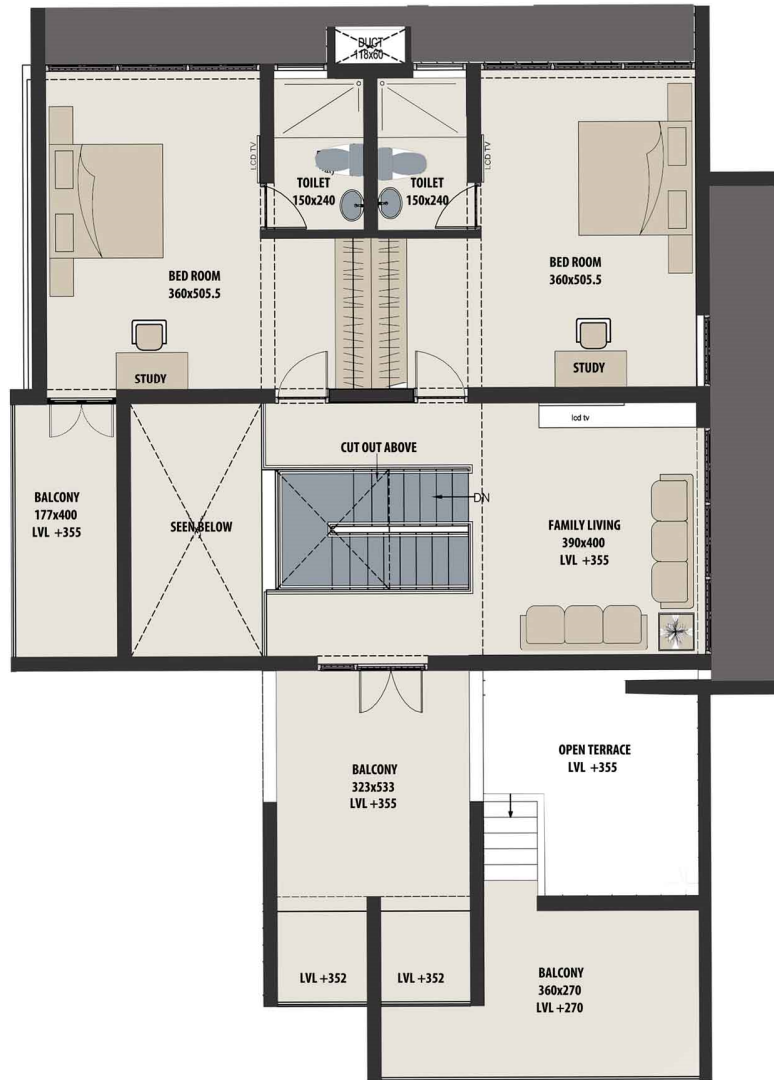 DUCT
118x60
LCD TV
LCD TV
TOILET
150x240
TOILET
150x240
BED ROOM
360x505.5
BED ROOM
360x505.5
STUDY
STUDY
lcd tv
CUT OUT ABOVE
DN
BALCONY
177x400
LVL +355
SEEN BELOW
FAMILY LIVING
390x400
LVL +355
OPEN TERRACE
LVL +355
BALCONY
323x533
LVL +355
LVL +352
LVL +352
BALCONY
360x270
LVL +270